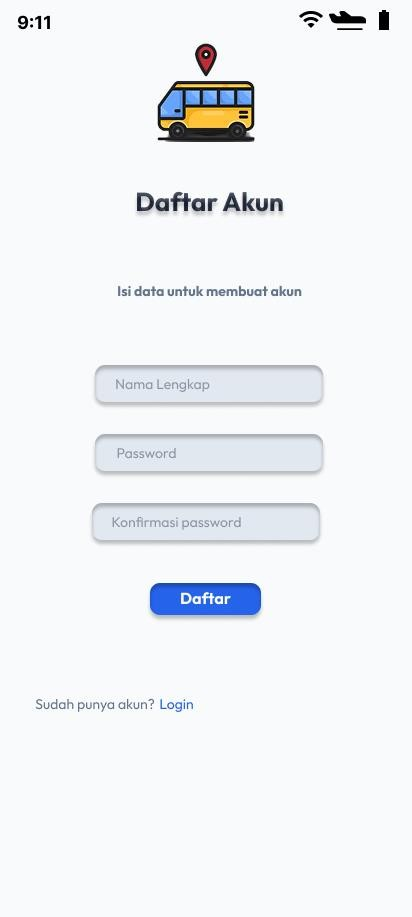 9:11
Daftar Akun
Isi data untuk membuat akun
Nama Lengkap
Password
Konfirmasi password
Daftar
Sudah punya akun? Login